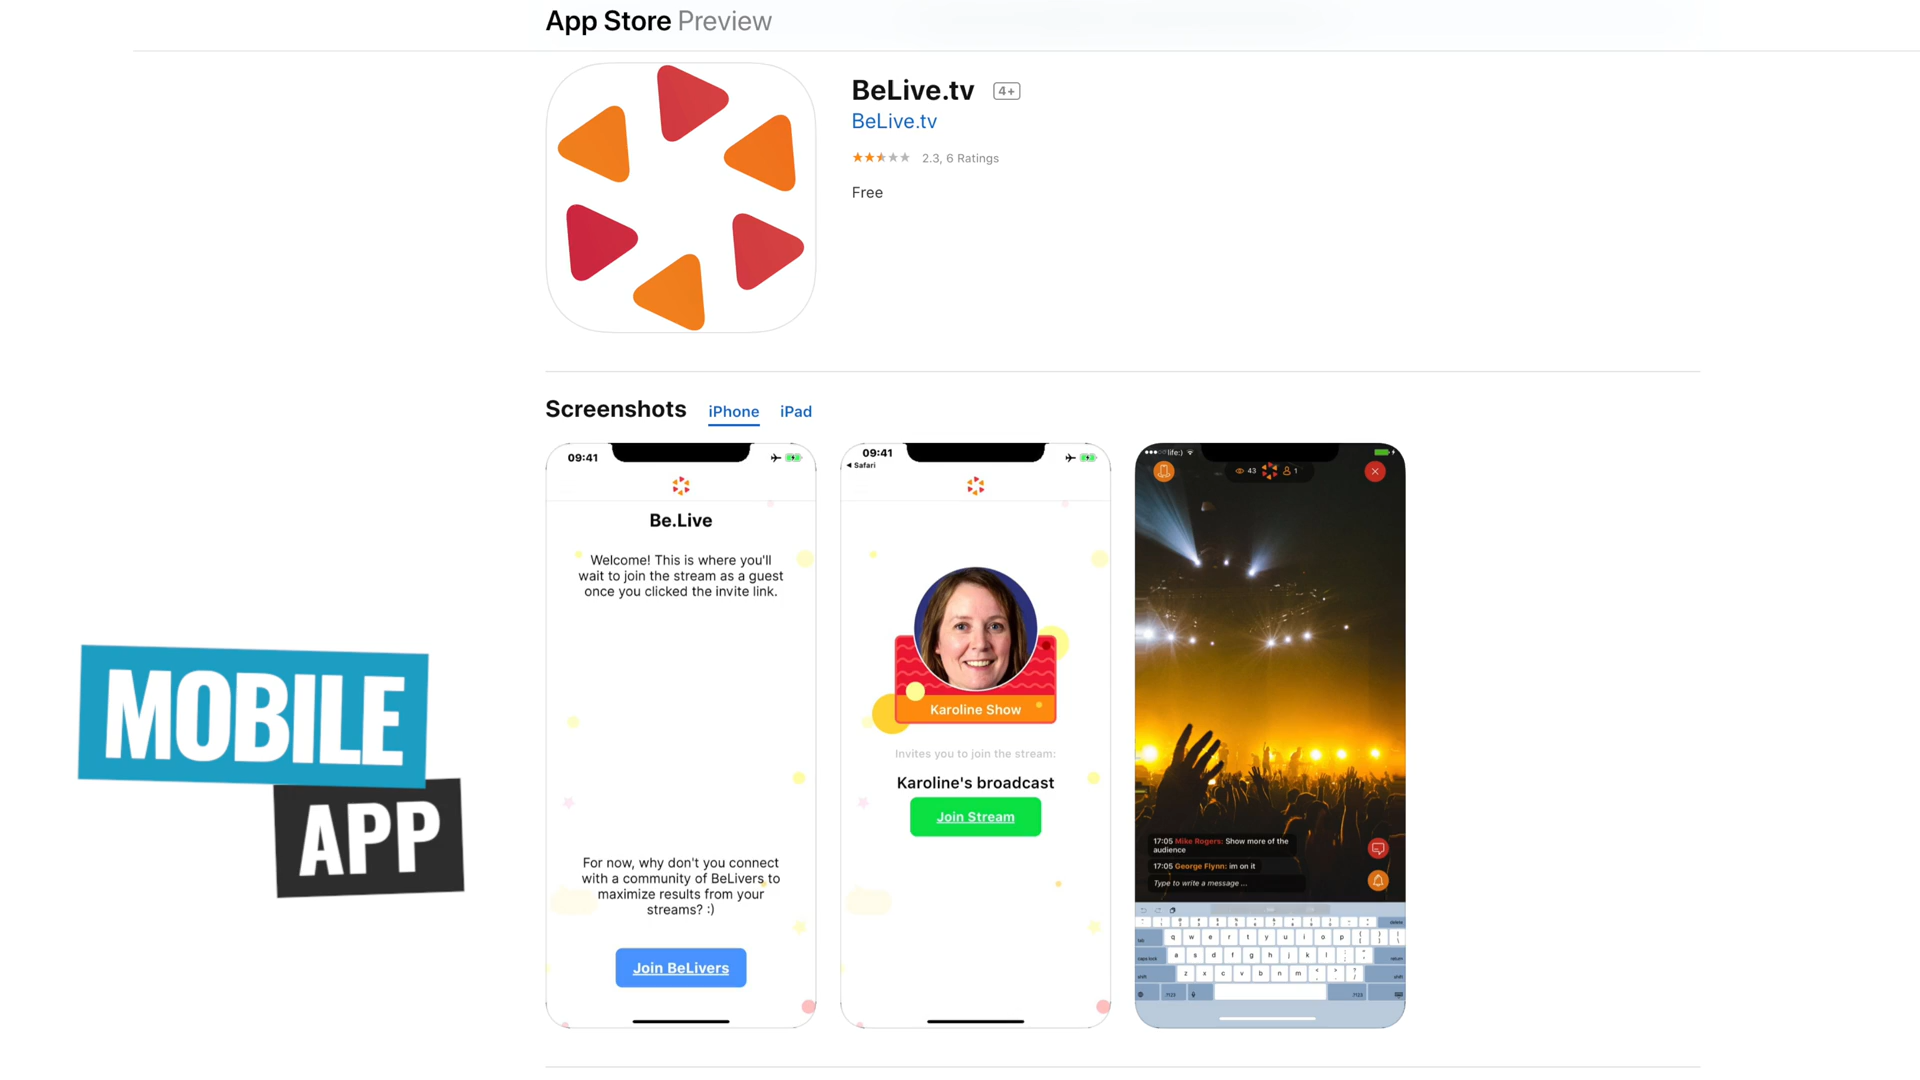 App Store Preview
BeLive.tv 4+
BeLive.tv
2.3, 6 Ratings
Free
Screenshots iPhone iPad
09:41
Be.Live
Welcome! This is where you'll
wait to join the stream as a guest
once you clicked the invite link.
For now, why don't you connect
with a community of BeLivers to
maximize results from your
streams? :)
Join BeLivers
09:41
Safari
Karoline Show
Invites you to join the stream:
Karoline's broadcast
Join Stream
life:)
43 1
17:05 Mike Rogers: Show more of the
audience
17:05 George Flynn: im on it
Type to write a message ...
q w e r t y u i o p
a s d f g h j k l
z x c v b n m
MOBILE
APP